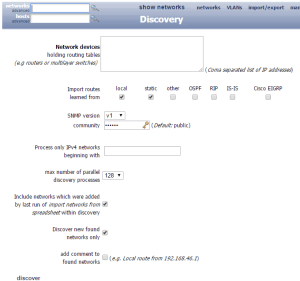 networks
discovered
hosts
discovered
show networks networks VLANs import/export
Discovery
Network devices
holding routing tables
(e.g routers or multilayer switches)
(Coma separated list of IP addresses)
Import routes local static other OSPF RIP IS-IS Cisco EIGRP
learned from
SNMP version v1
community •••••• (Default: public)
Process only IPv4 networks
beginning with
max number of parallel
discovery processes 128
Include networks which were added
by last run of import networks from
spreadsheet within discovery
Discover new found
networks only
add comment to
found networks (e.g. Local route from 192.168.46.1)
discover